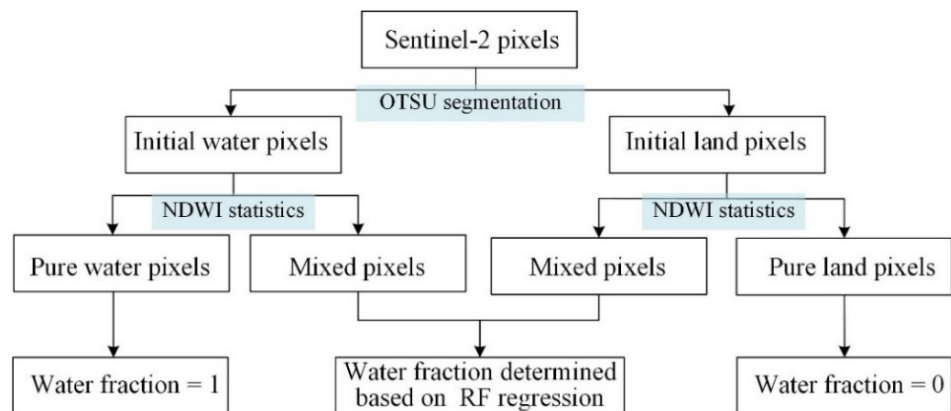 Sentinel-2 pixels
OTSU segmentation
Initial water pixels
Initial land pixels
NDWI statistics
NDWI statistics
Pure water pixels
Mixed pixels
Mixed pixels
Pure land pixels
Water fraction = 1
Water fraction determined
based on RF regression
Water fraction = 0